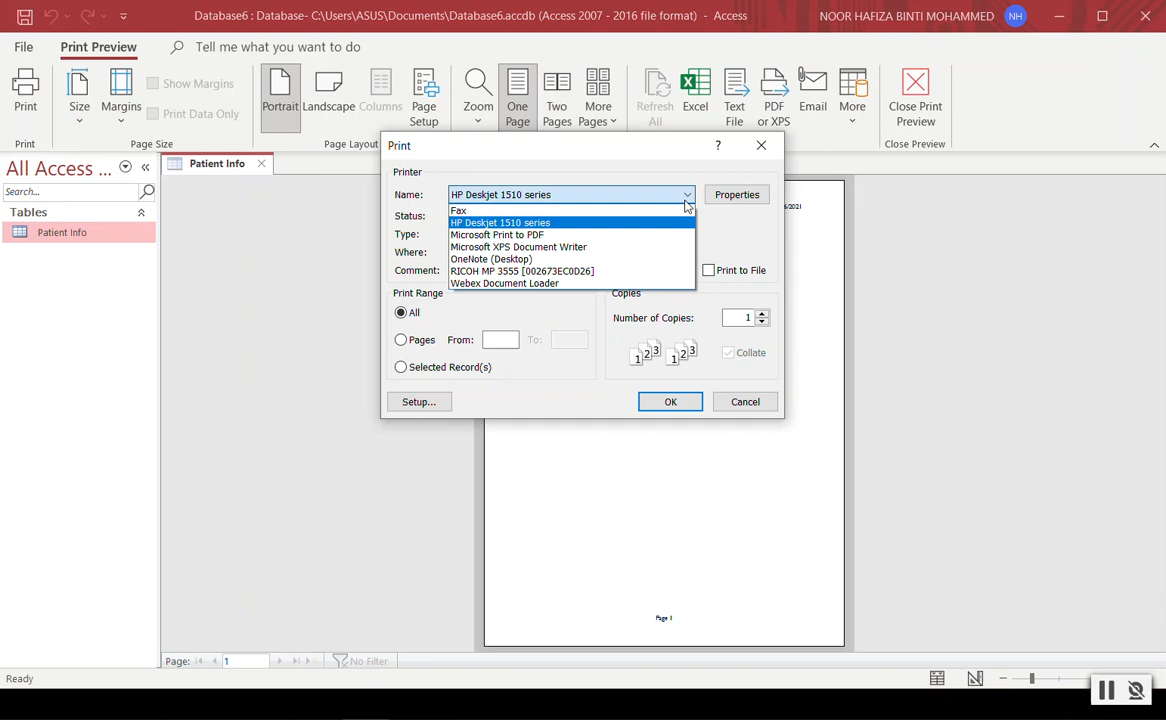 Database6 : Database- C:\Users\ASUS\Documents\Database6.accdb (Access 2007 - 2016 file format) - Access
NOOR HAFIZA BINTI MOHAMMED NH
File Print Preview Tell me what you want to do
Print
Size
Margins
Show Margins
Print Data Only
Portrait
Landscape
Columns
Page Setup
Zoom
One Page
Two Pages
More Pages
Refresh All
Excel
Text File
PDF or XPS
Email
More
Close Print Preview
Print Page Size Page Layout Close Preview
All Access ...
Search...
Tables
Patient Info
Patient Info
Print ?
Printer
Name: HP Deskjet 1510 series Properties
Status:
Type:
Where:
Comment:
Fax
HP Deskjet 1510 series
Microsoft Print to PDF
Microsoft XPS Document Writer
OneNote (Desktop)
RICOH MP 3555 [002673EC0D26]
Webex Document Loader
Print to File
Print Range
All
Pages From: To:
Selected Record(s)
Copies
Number of Copies: 1
1 2 3 1 2 3
Collate
Setup... OK Cancel
Page 1
Page: 1 No Filter
Ready